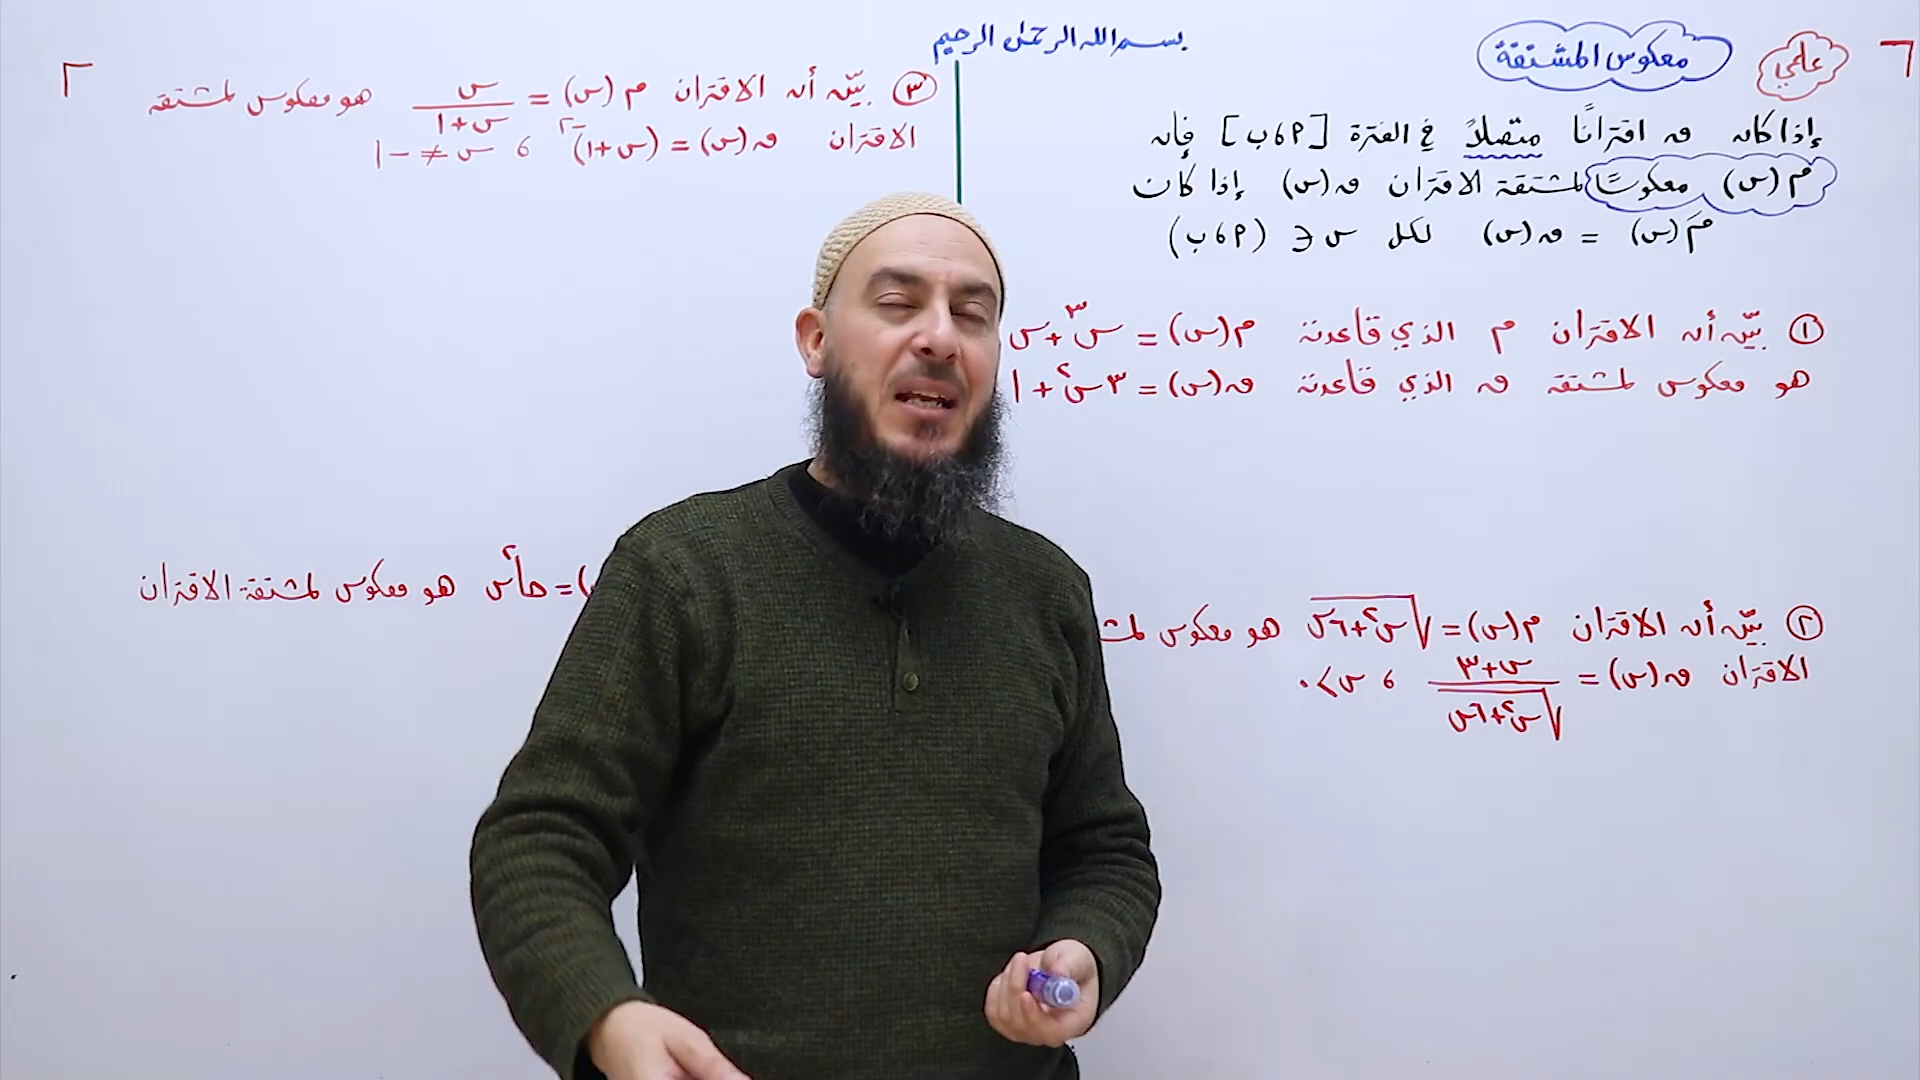 بسم الله الرحمن الرحيم
علمي
معكوس المشتقة
إذا كان ق اقترانًا متصلاً في الفترة [أ ، ب] فإن
م(س) معكوسًا لمشتقة الاقتران ق(س) إذا كان
مَ(س) = ق(س) لكل س ∈ (أ ، ب)
① بيّن أن الاقتران م الذي قاعدته م(س) = س³ + س
هو معكوس لمشتقة ق الذي قاعدته ق(س) = ٣س² + ١
② بيّن أن الاقتران م(س) = √(س² + ٦س) هو معكوس
الاقتران ق(س) = (س + ٣) / √(س² + ٦س) ، س > ٠
③ بيّن أن الاقتران م(س) = س / (س + ١) هو معكوس لمشتقة
الاقتران ق(س) = (س + ١)⁻² ، س ≠ -١
) = جا²س هو معكوس لمشتقة الاقتران